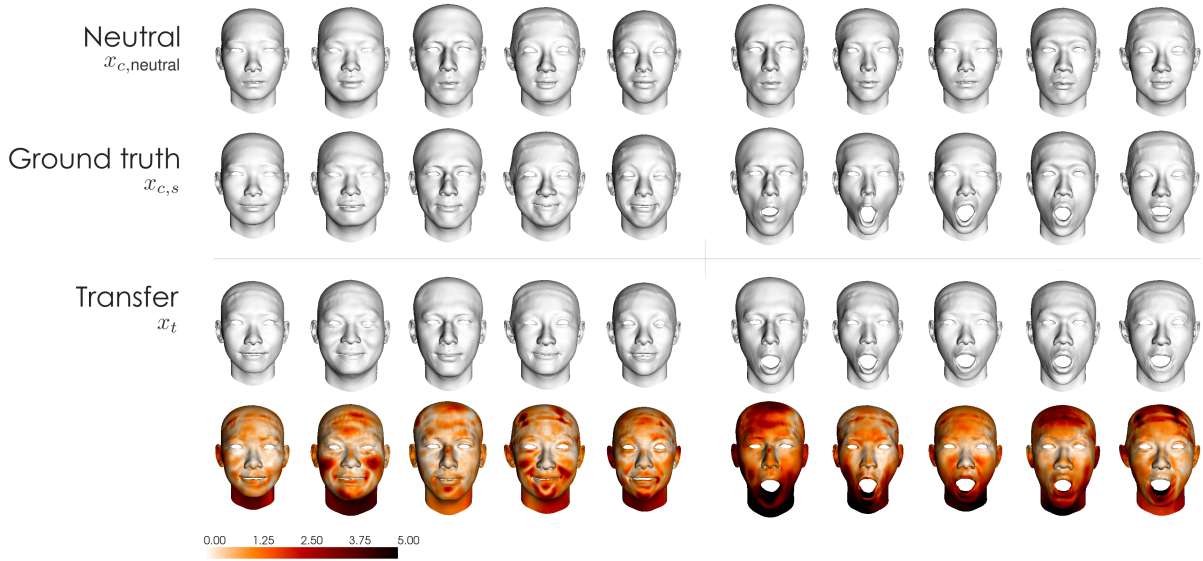 Neutral
x_{c,neutral}
Ground truth
x_{c,s}
Transfer
x_t
0.00 1.25 2.50 3.75 5.00